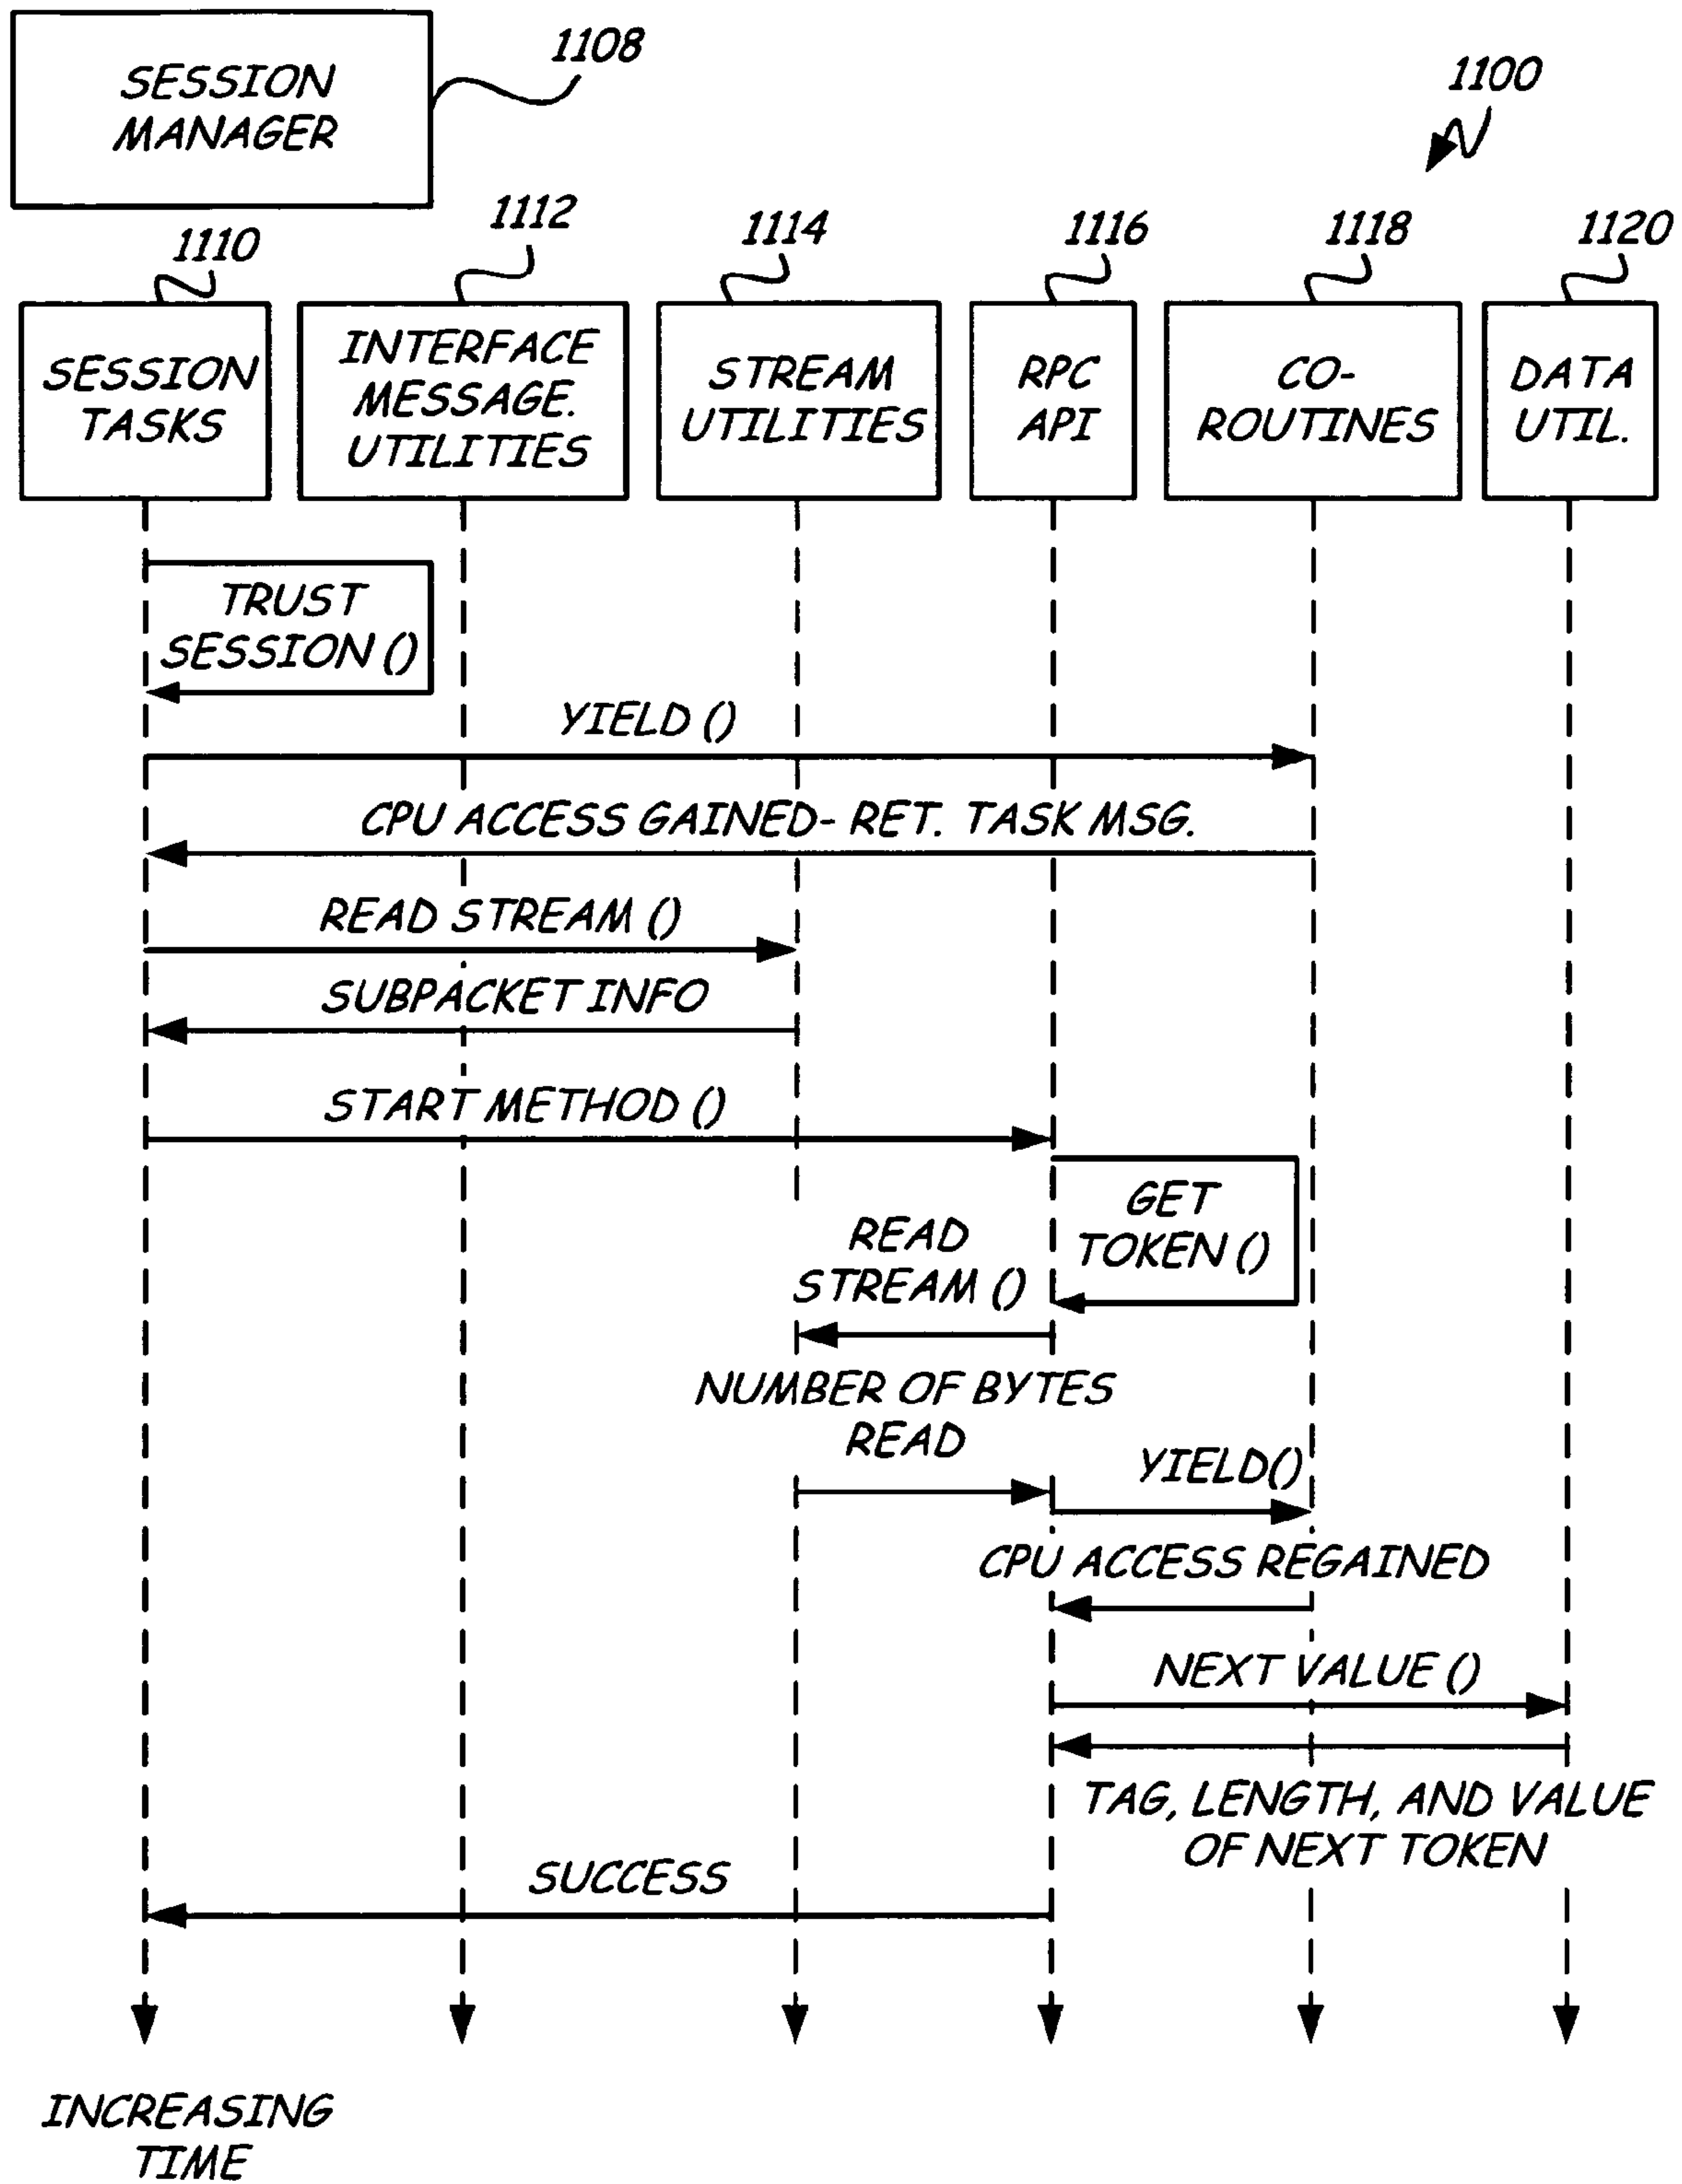 SESSION
MANAGER
1108
1100
1110
1112
1114
1116
1118
1120
SESSION
TASKS
INTERFACE
MESSAGE.
UTILITIES
STREAM
UTILITIES
RPC
API
CO-
ROUTINES
DATA
UTIL.
TRUST
SESSION ()
YIELD ()
CPU ACCESS GAINED- RET. TASK MSG.
READ STREAM ()
SUBPACKET INFO
START METHOD ()
GET
TOKEN ()
READ
STREAM ()
NUMBER OF BYTES
READ
YIELD()
CPU ACCESS REGAINED
NEXT VALUE ()
TAG, LENGTH, AND VALUE
OF NEXT TOKEN
SUCCESS
INCREASING
TIME